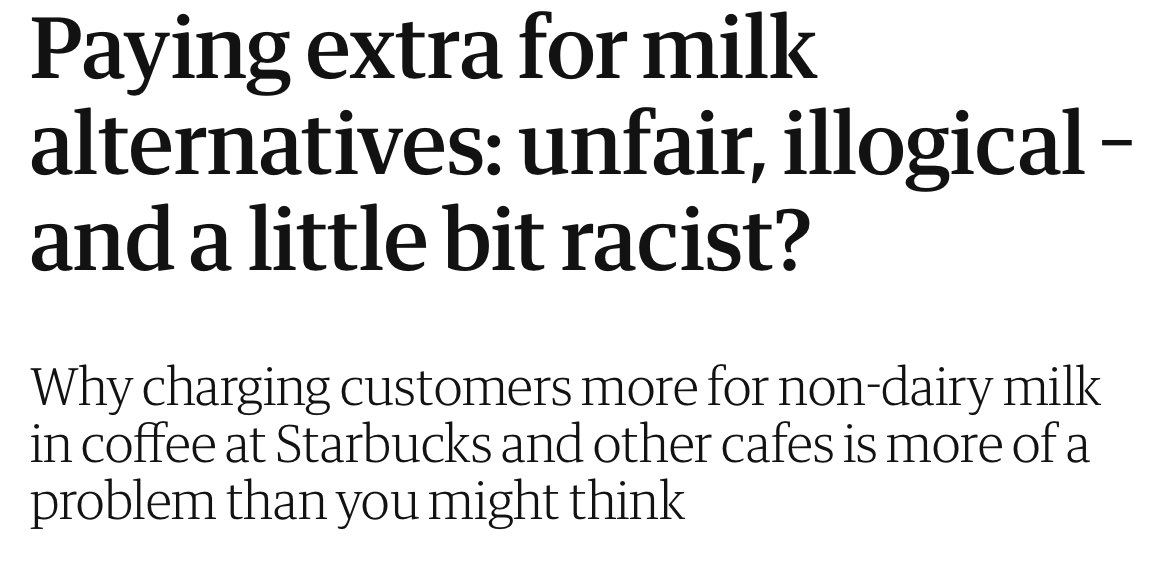 Paying extra for milk
alternatives: unfair, illogical –
and a little bit racist?
Why charging customers more for non-dairy milk
in coffee at Starbucks and other cafes is more of a
problem than you might think